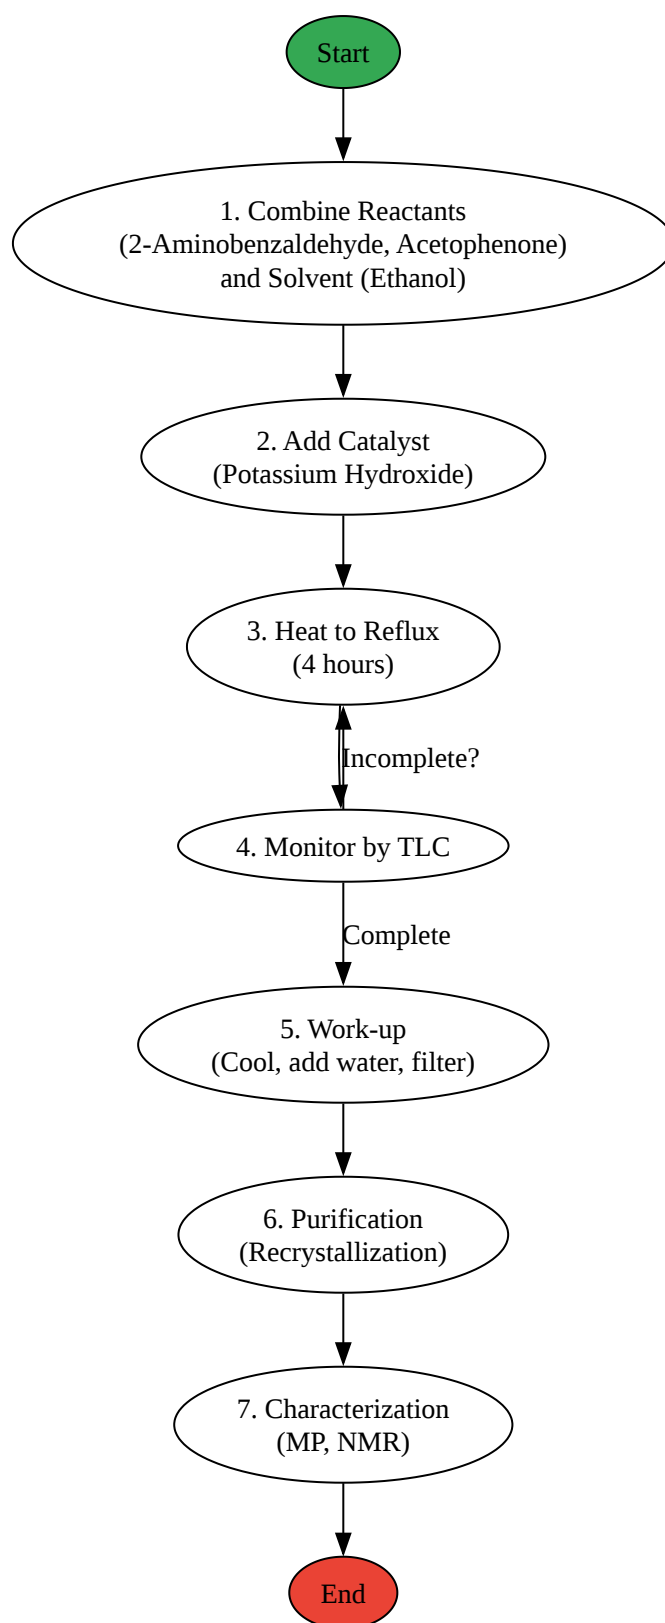 Start
1. Combine Reactants
(2-Aminobenzaldehyde, Acetophenone)
and Solvent (Ethanol)
2. Add Catalyst
(Potassium Hydroxide)
3. Heat to Reflux
(4 hours)
Incomplete?
4. Monitor by TLC
Complete
5. Work-up
(Cool, add water, filter)
6. Purification
(Recrystallization)
7. Characterization
(MP, NMR)
End